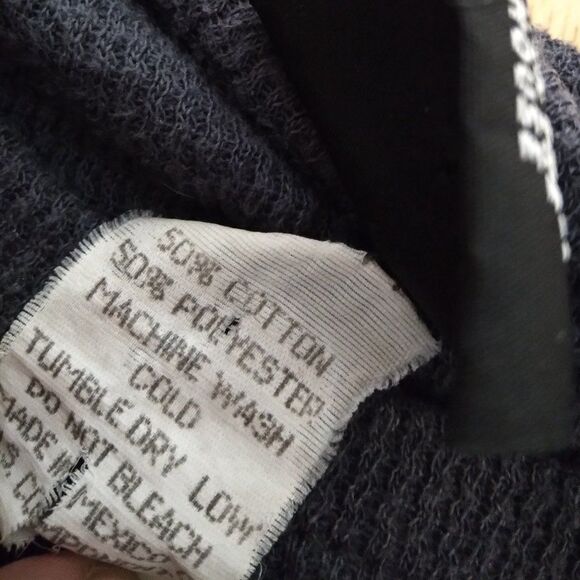 50% COTTON
50% POLYESTER
MACHINE WASH
COLD
TUMBLE DRY LOW
DO NOT BLEACH
MADE IN MEXICO